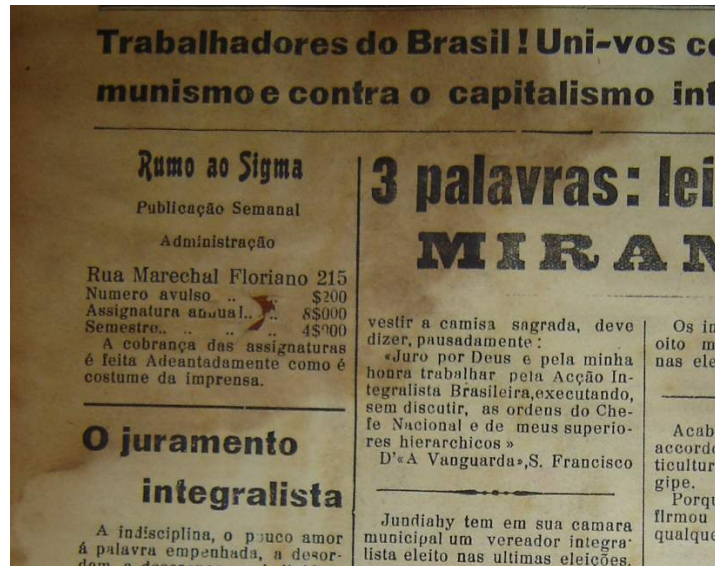 Trabalhadores do Brasil! Uni-vos co
munismo e contra o capitalismo int
Rumo ao Sigma
Publicação Semanal
Administração
Rua Marechal Floriano 215
Numero avulso .. .. $200
Assignatura annual.. .. 8$000
Semestre.. .. .. .. 4$000
A cobrança das assignaturas
é feita Adeantadamente como é
costume da imprensa.
O juramento
integralista
A indisciplina, o pouco amor
á palavra empenhada, a desor-
3 palavras: lei
MIRAN
vestir a camisa sagrada, deve
dizer, pausadamente:
«Juro por Deus e pela minha
honra trabalhar pela Acção In-
tegralista Brasileira,executando,
sem discutir, as ordens do Che-
fe Nacional e de meus superio-
res hierarchicos»
D'«A Vanguarda»,S. Francisco
Jundiahy tem em sua camara
municipal um vereador integra-
lista eleito nas ultimas eleições.
Os in
oito m
nas ele
Acab
accordo
ticultur
gipe.
Porqu
firmou
qualque